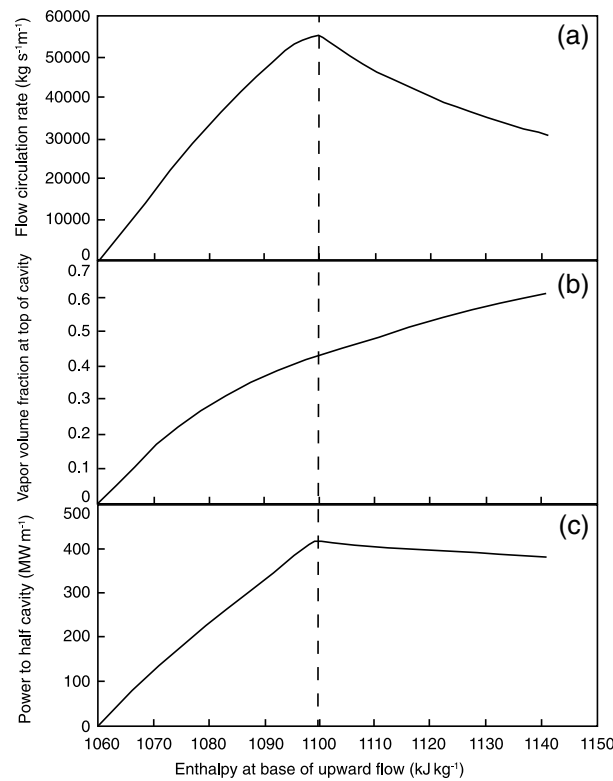 (a)
Flow circulation rate (kg s⁻¹m⁻¹)
60000
50000
40000
30000
20000
10000
0
(b)
Vapor volume fraction at top of cavity
0.7
0.6
0.5
0.4
0.3
0.2
0.1
0
(c)
Power to half cavity (MW m⁻¹)
500
400
300
200
100
0
1060 1070 1080 1090 1100 1110 1120 1130 1140 1150
Enthalpy at base of upward flow (kJ kg⁻¹)